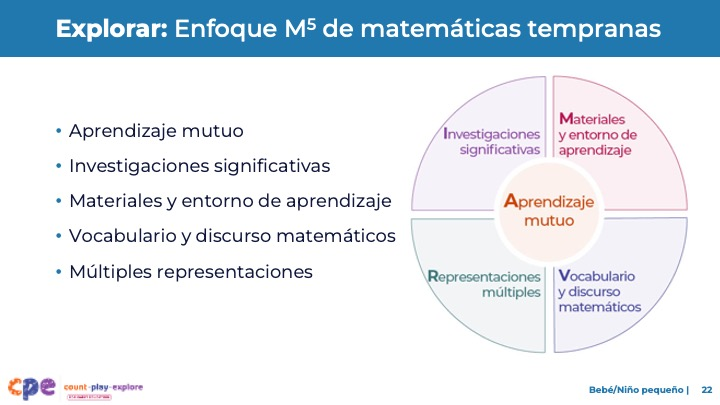 Explorar: Enfoque M⁵ de matemáticas tempranas
• Aprendizaje mutuo
• Investigaciones significativas
• Materiales y entorno de aprendizaje
• Vocabulario y discurso matemáticos
• Múltiples representaciones
Investigaciones
significativas
Materiales
y entorno de
aprendizaje
Aprendizaje
mutuo
Representaciones
múltiples
Vocabulario
y discurso
matemáticos
cpe
count·play·explore
Bebé/Niño pequeño | 22